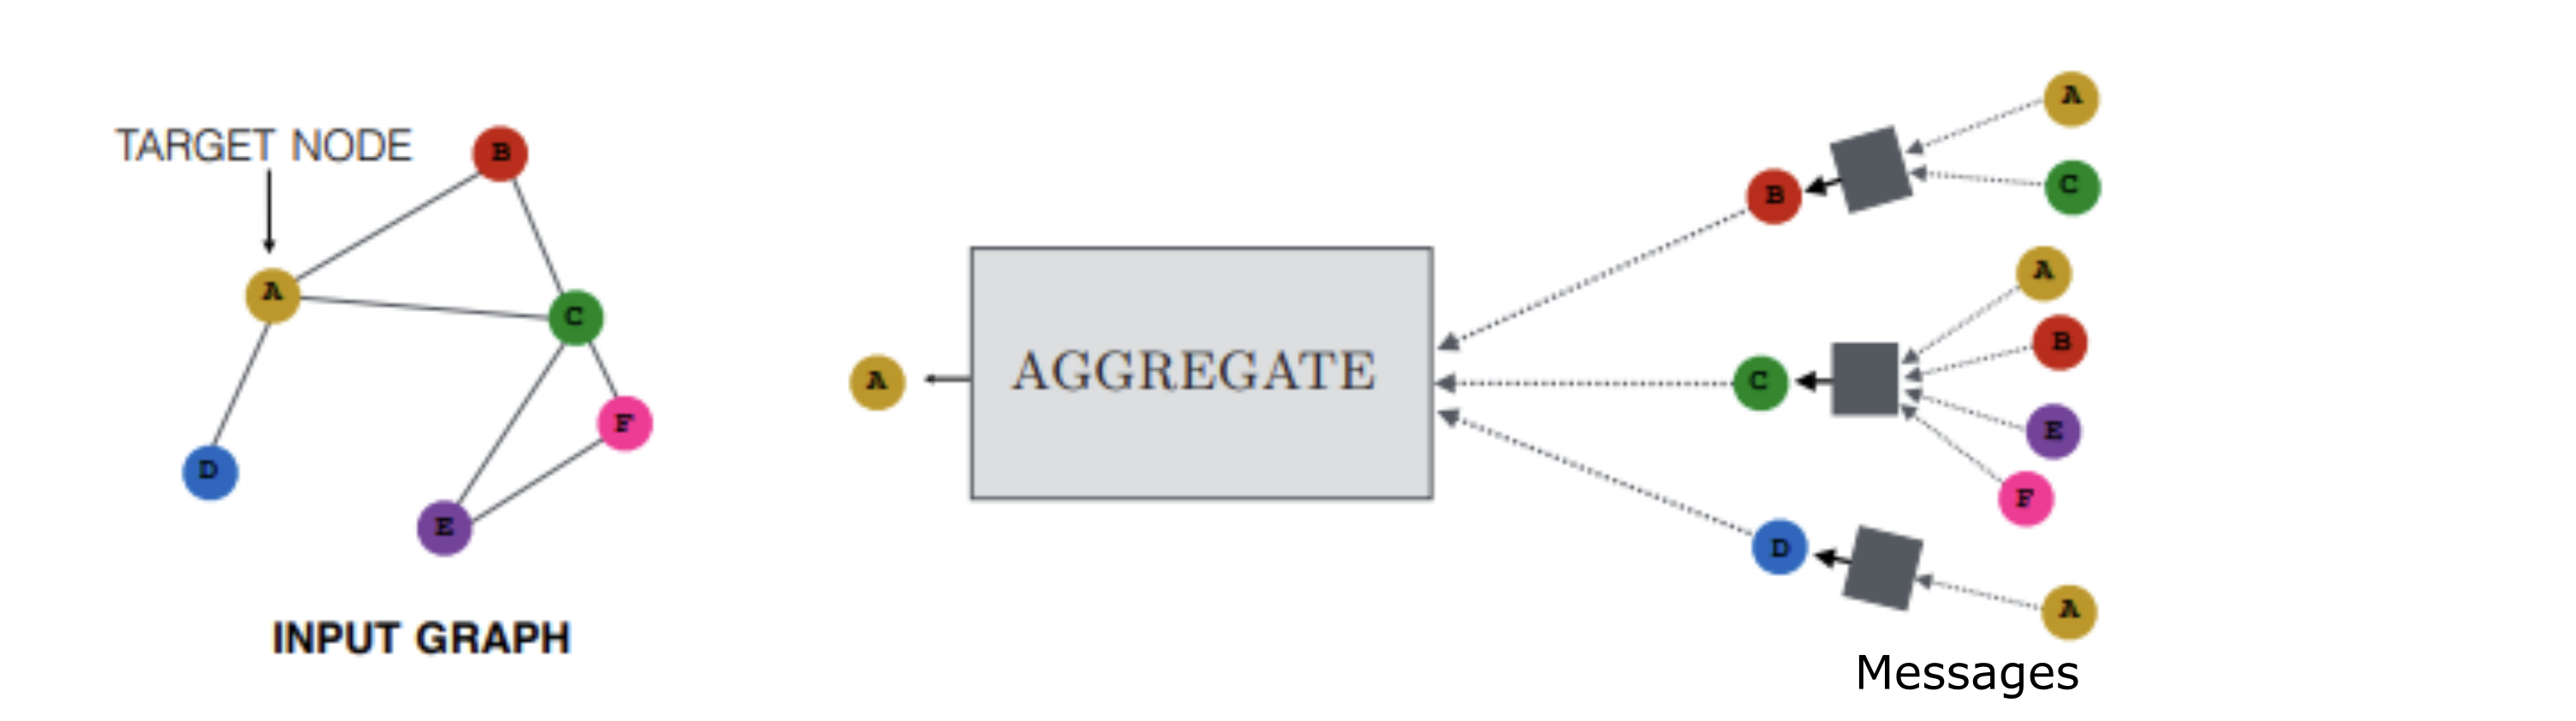 TARGET NODE
B
A
C
F
D
E
INPUT GRAPH
A
AGGREGATE
B
C
D
A
C
A
B
E
F
A
Messages